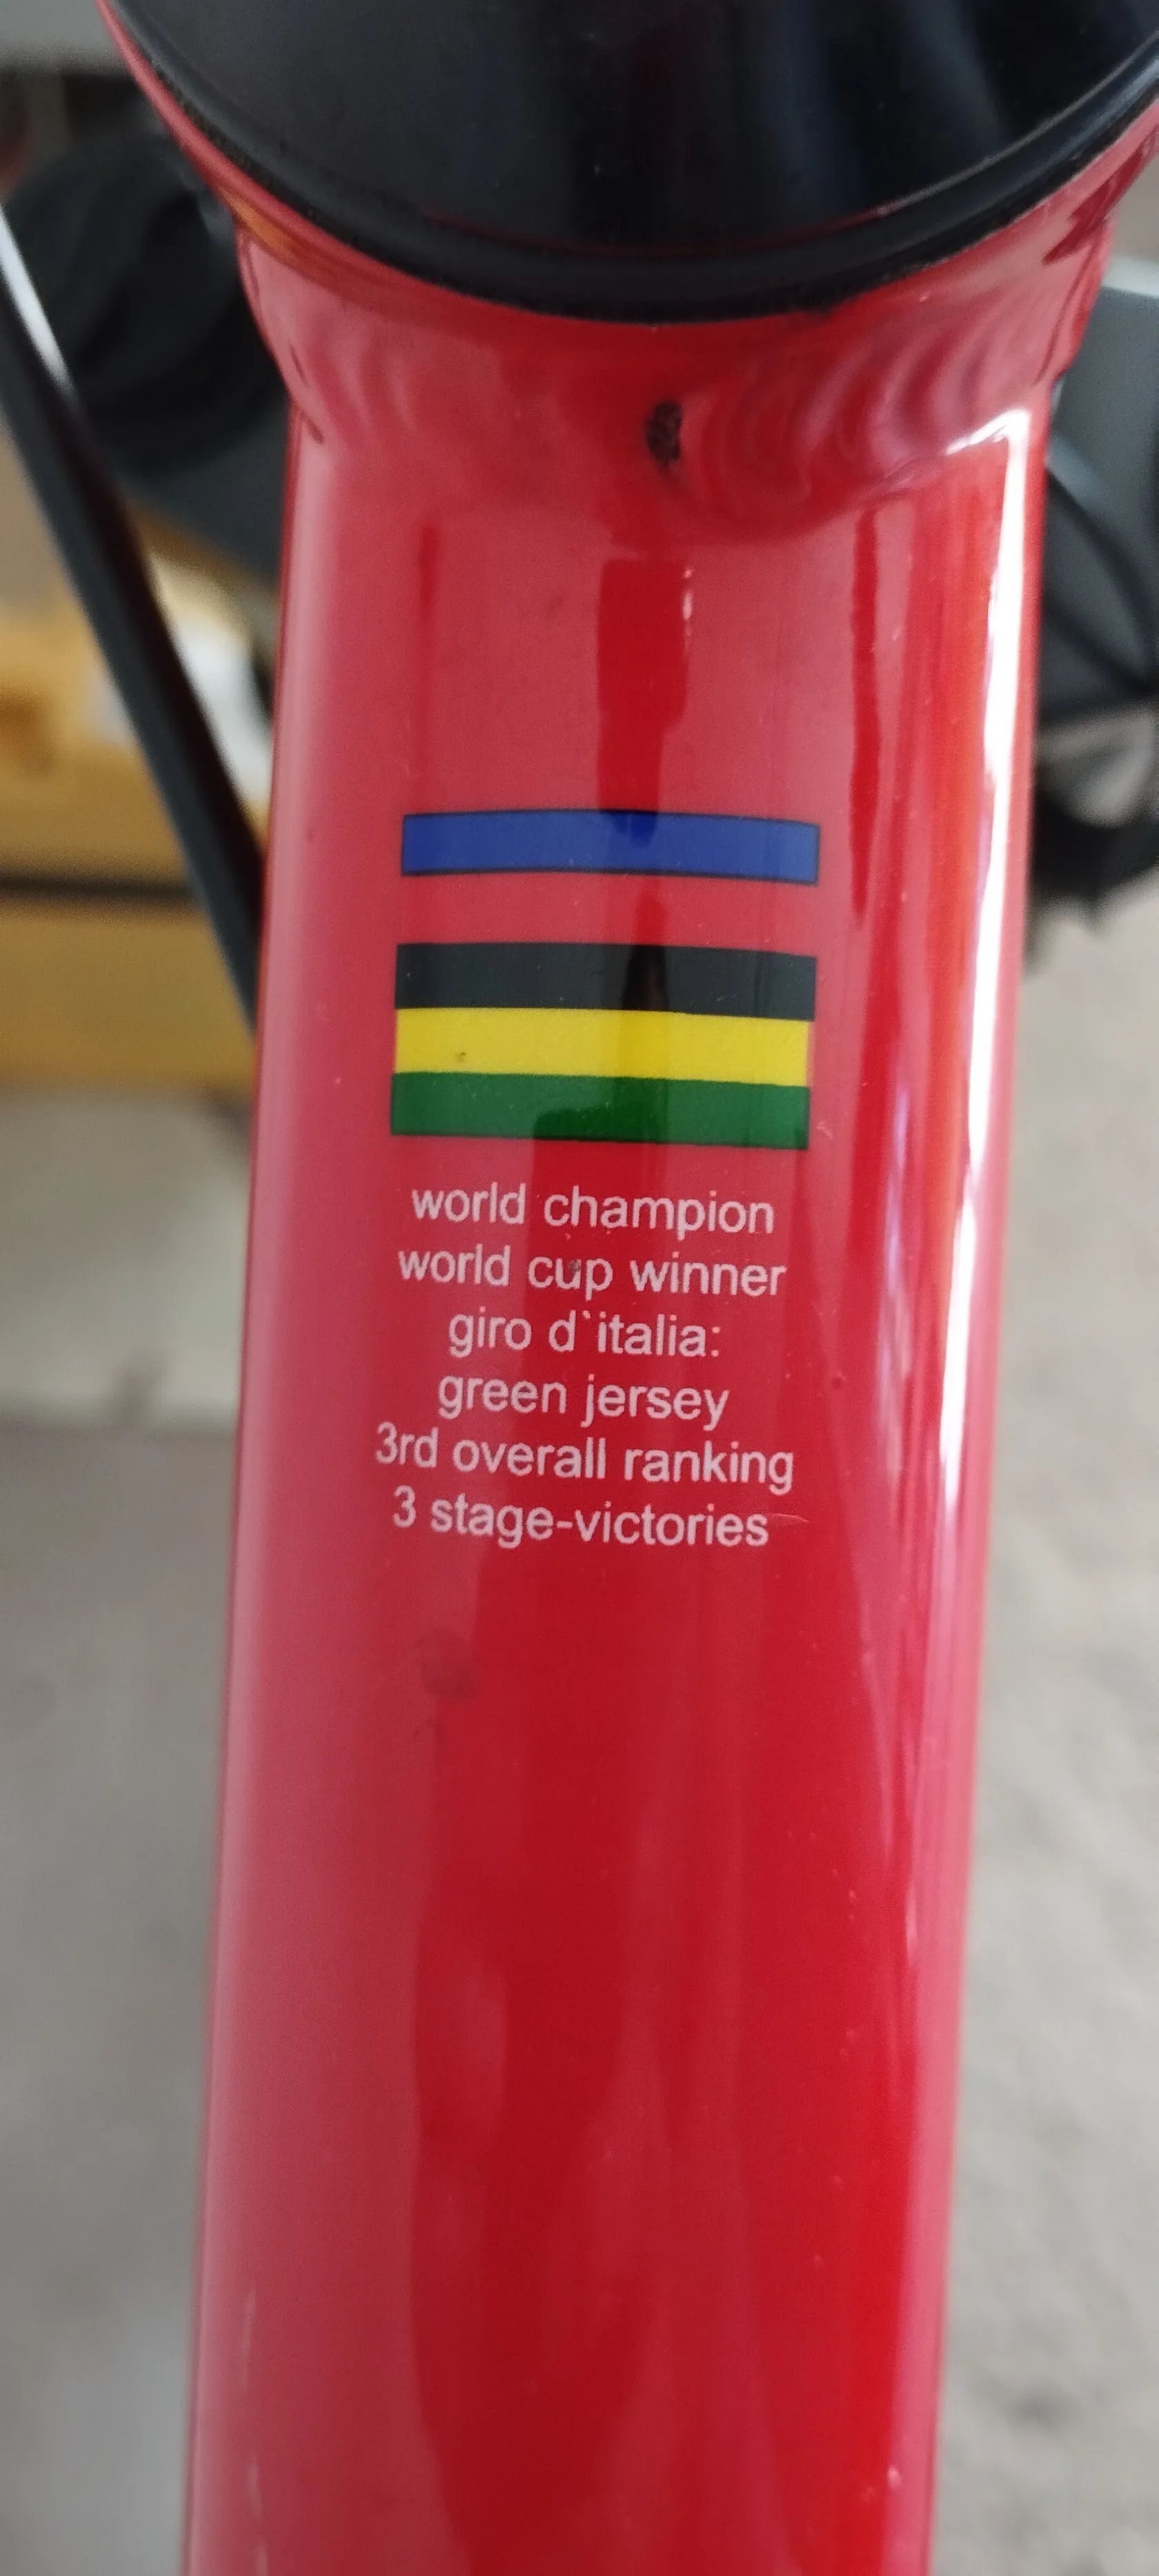 world champion
world cup winner
giro d`italia:
green jersey
3rd overall ranking
3 stage-victories